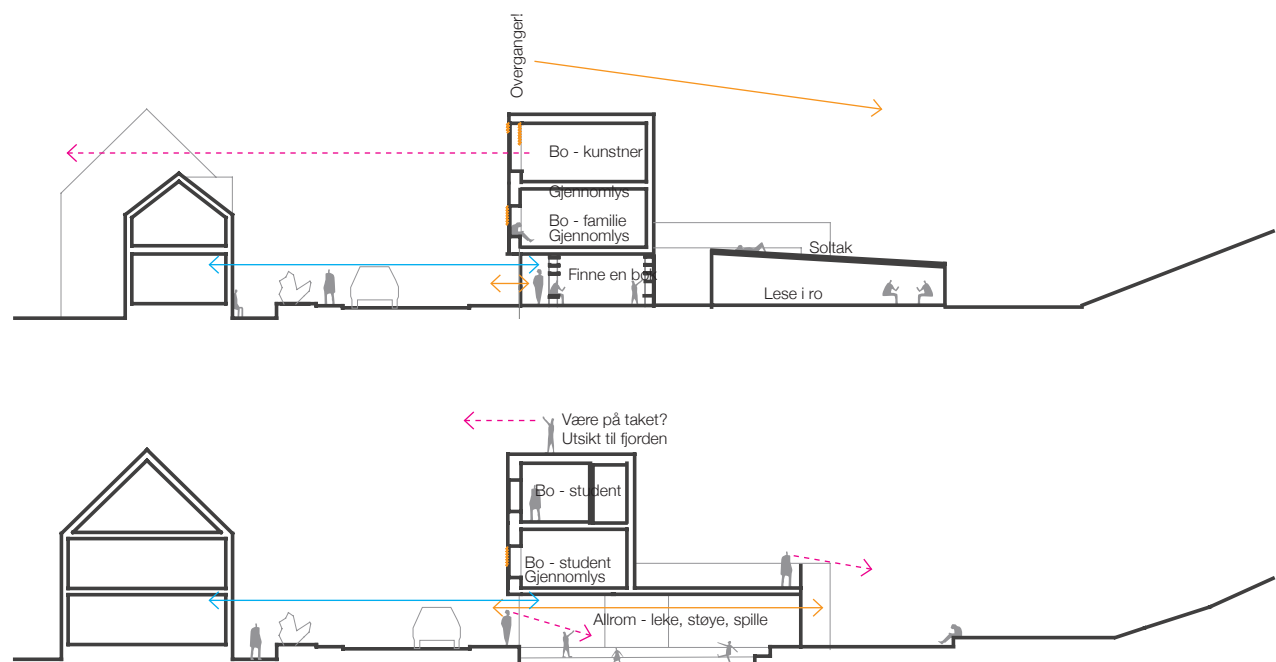 Overganger!
Bo - kunstner
Gjennomlys
Bo - familie
Gjennomlys
Soltak
Finne en bok
Lese i ro
Være på taket?
Utsikt til fjorden
Bo - student
Bo - student
Gjennomlys
Allrom - leke, støye, spille